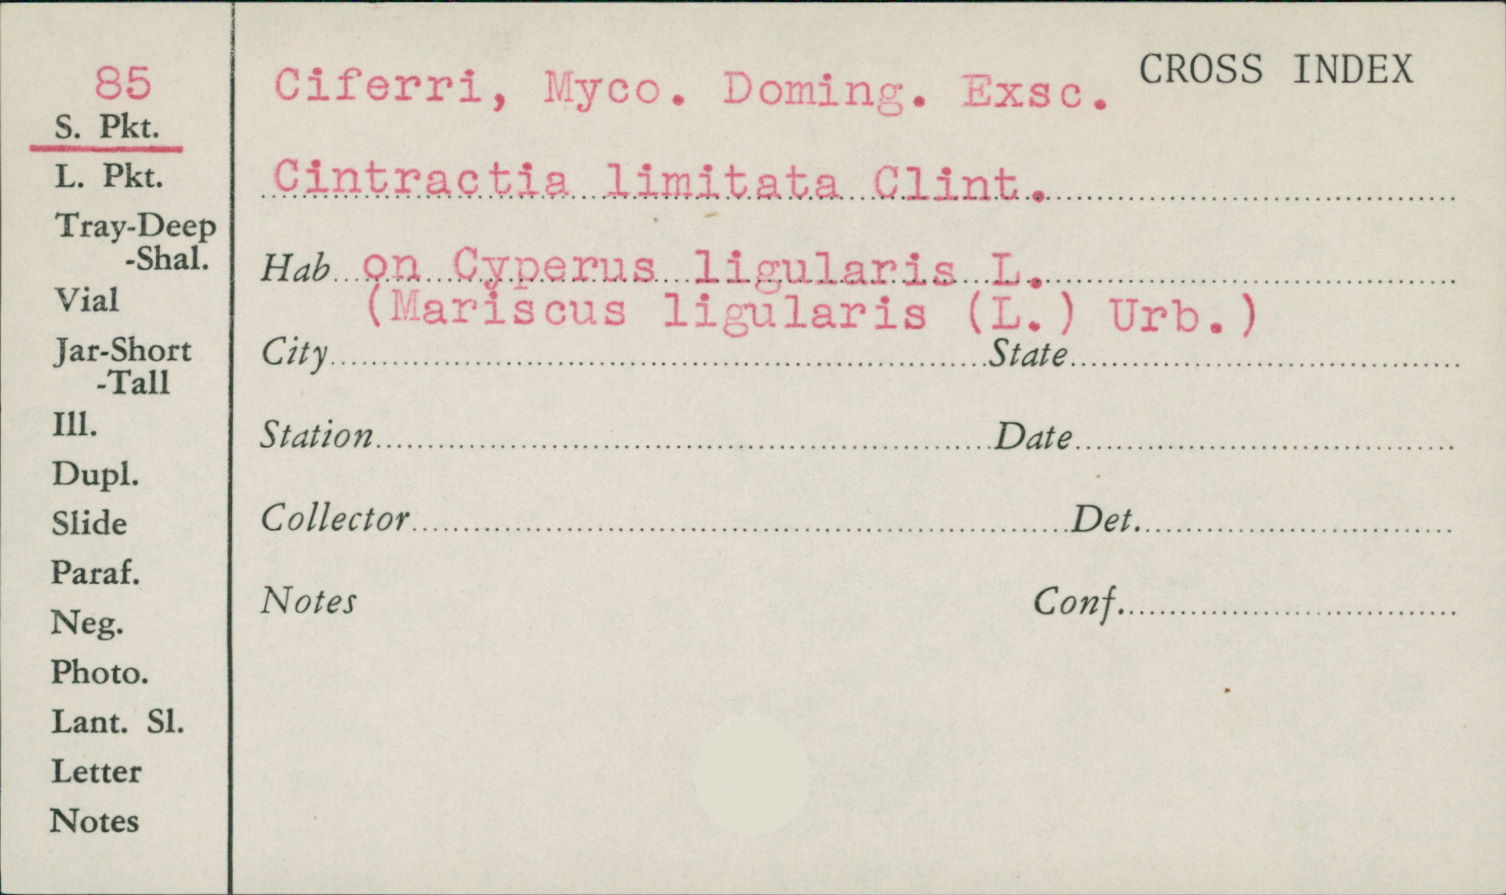 85
S. Pkt.
L. Pkt.
Tray-Deep
-Shal.
Vial
Jar-Short
-Tall
Ill.
Dupl.
Slide
Paraf.
Neg.
Photo.
Lant. Sl.
Letter
Notes
Ciferri, Myco. Doming. Exsc. CROSS INDEX
Cintractia limitata Clint.
Hab on Cyperus ligularis L.
(Mariscus ligularis (L.) Urb.)
City State
Station Date
Collector Det.
Notes Conf.